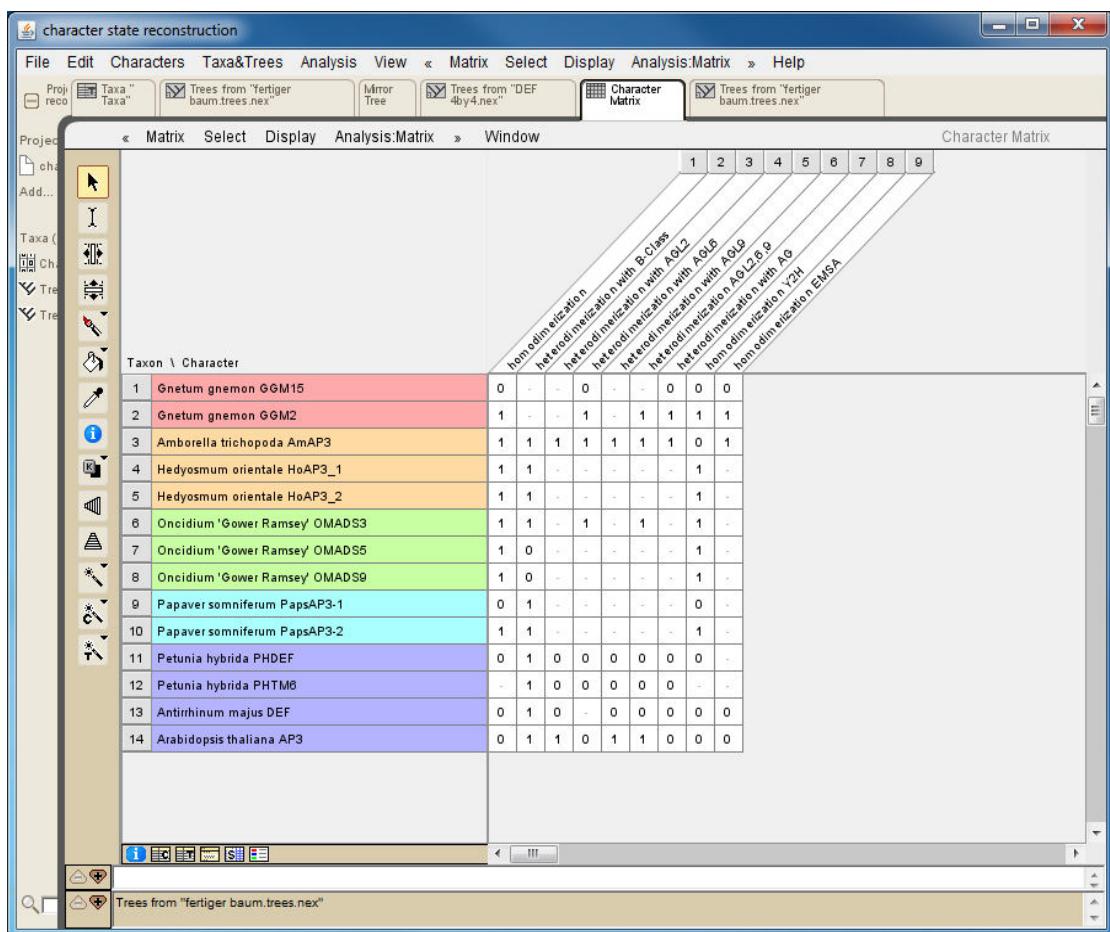 character state reconstruction
File Edit Characters Taxa&Trees Analysis View « Matrix Select Display Analysis:Matrix » Help
Proj Taxa " Trees from "fertiger Mirror Trees from "DEF Character Trees from "fertiger
reco Taxa" baum.trees.nex" Tree 4by4.nex" Matrix baum.trees.nex"
Projec « Matrix Select Display Analysis:Matrix » Window Character Matrix
cha
Add...
Taxa (
Ch
Tre
Tre
1 2 3 4 5 6 7 8 9
homodimerization
heterodimerization with B-Class
heterodimerization with AGL2
heterodimerization with AGL6
heterodimerization with AGL9
heterodimerization AGL2,6,9
heterodimerization with AG
homodimerization Y2H
homodimerization EMSA
Taxon \ Character
1 Gnetum gnemon GGM15 0 - - 0 - - 0 0 0
2 Gnetum gnemon GGM2 1 - - 1 - 1 1 1 1
3 Amborella trichopoda AmAP3 1 1 1 1 1 1 1 0 1
4 Hedyosmum orientale HoAP3_1 1 1 - - - - - 1 -
5 Hedyosmum orientale HoAP3_2 1 1 - - - - - 1 -
6 Oncidium 'Gower Ramsey' OMADS3 1 1 - 1 - 1 - 1 -
7 Oncidium 'Gower Ramsey' OMADS5 1 0 - - - - - 1 -
8 Oncidium 'Gower Ramsey' OMADS9 1 0 - - - - - 1 -
9 Papaver somniferum PapsAP3-1 0 1 - - - - - 0 -
10 Papaver somniferum PapsAP3-2 1 1 - - - - - 1 -
11 Petunia hybrida PHDEF 0 1 0 0 0 0 0 0 -
12 Petunia hybrida PHTM6 - 1 0 0 0 0 0 - -
13 Antirrhinum majus DEF 0 1 0 - 0 0 0 0 0
14 Arabidopsis thaliana AP3 0 1 1 0 1 1 0 0 0
Trees from "fertiger baum.trees.nex"